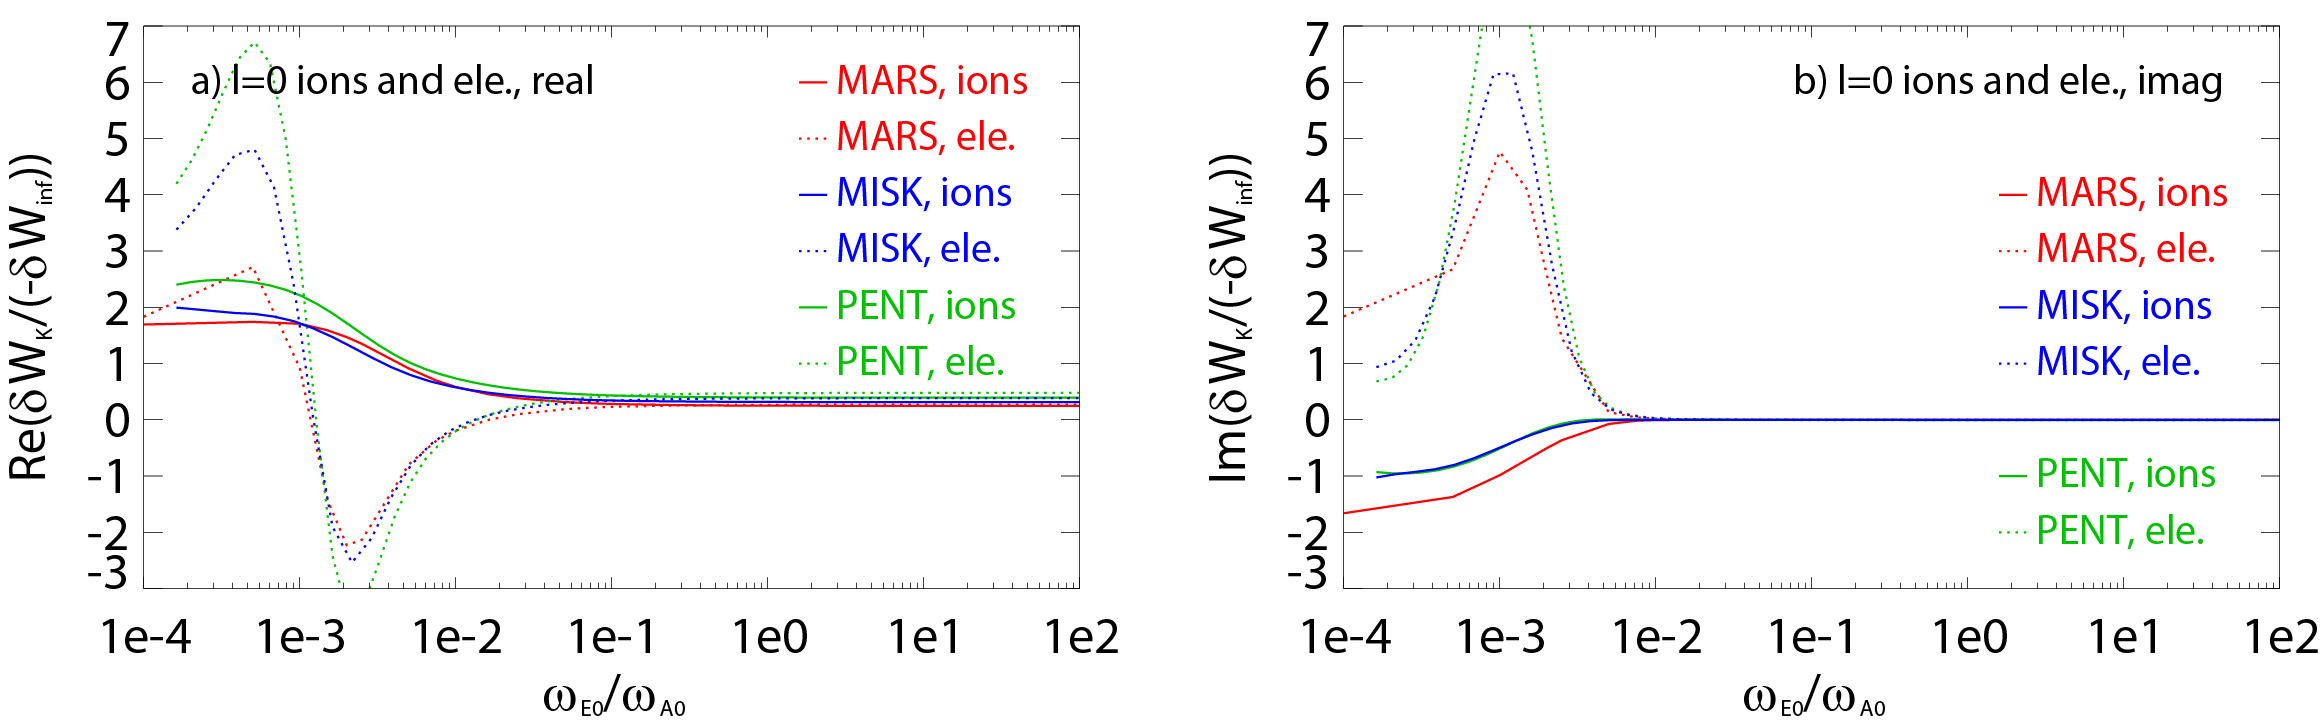 a) l=0 ions and ele., real
MARS, ions
MARS, ele.
MISK, ions
MISK, ele.
PENT, ions
PENT, ele.
Re(δW_K/(-δW_inf))
7
6
5
4
3
2
1
0
-1
-2
-3
1e-4 1e-3 1e-2 1e-1 1e0 1e1 1e2
ω_E0/ω_A0
b) l=0 ions and ele., imag
MARS, ions
MARS, ele.
MISK, ions
MISK, ele.
PENT, ions
PENT, ele.
Im(δW_K/(-δW_inf))
7
6
5
4
3
2
1
0
-1
-2
-3
1e-4 1e-3 1e-2 1e-1 1e0 1e1 1e2
ω_E0/ω_A0